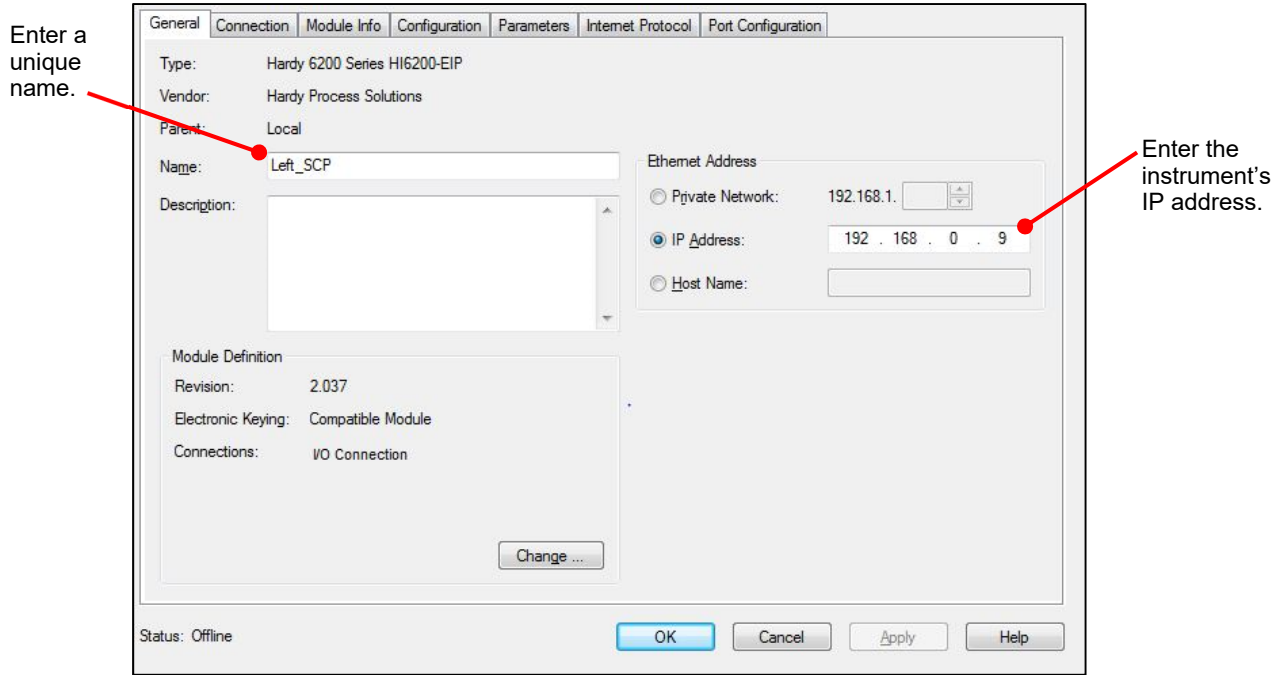 Enter a
unique
name.
General Connection Module Info Configuration Parameters Internet Protocol Port Configuration
Type: Hardy 6200 Series HI6200-EIP
Vendor: Hardy Process Solutions
Parent: Local
Name: Left_SCP
Description:
Ethernet Address
Private Network: 192.168.1.
IP Address: 192 . 168 . 0 . 9
Host Name:
Enter the
instrument’s
IP address.
Module Definition
Revision: 2.037
Electronic Keying: Compatible Module
Connections: I/O Connection
Change ...
Status: Offline
OK Cancel Apply Help